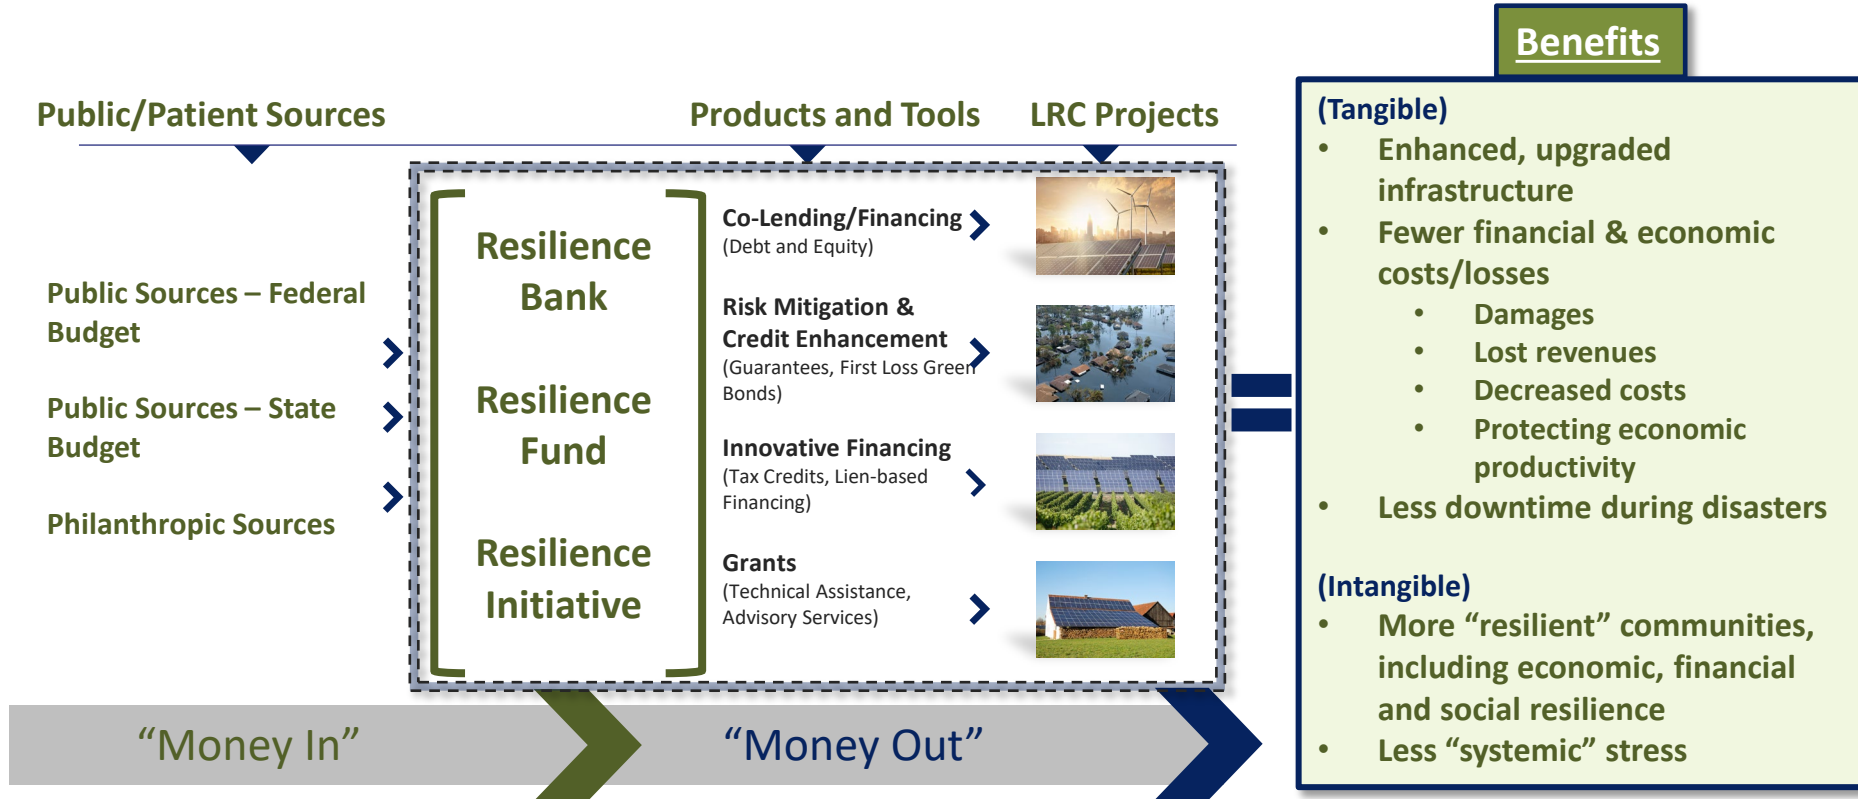 Benefits
Public/Patient Sources
Products and Tools
LRC Projects
Public Sources – Federal
Budget
Public Sources – State
Budget
Philanthropic Sources
Resilience
Bank
Resilience
Fund
Resilience
Initiative
Co-Lending/Financing
(Debt and Equity)
Risk Mitigation &
Credit Enhancement
(Guarantees, First Loss Green
Bonds)
Innovative Financing
(Tax Credits, Lien-based
Financing)
Grants
(Technical Assistance,
Advisory Services)
“Money In”
“Money Out”
(Tangible)
• Enhanced, upgraded
infrastructure
• Fewer financial & economic
costs/losses
• Damages
• Lost revenues
• Decreased costs
• Protecting economic
productivity
• Less downtime during disasters
(Intangible)
• More “resilient” communities,
including economic, financial
and social resilience
• Less “systemic” stress